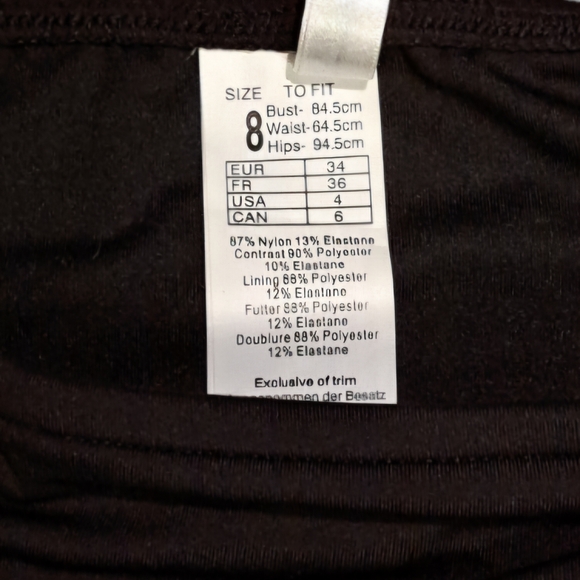 SIZE TO FIT
8
Bust- 84.5cm
Waist-64.5cm
Hips- 94.5cm
EUR 34
FR 36
USA 4
CAN 6
87% Nylon 13% Elastane
Contrast 90% Polyester
10% Elastane
Lining 88% Polyester
12% Elastane
Futter 88% Polyester
12% Elastane
Doublure 88% Polyester
12% Elastane
Exclusive of trim
der Besatz